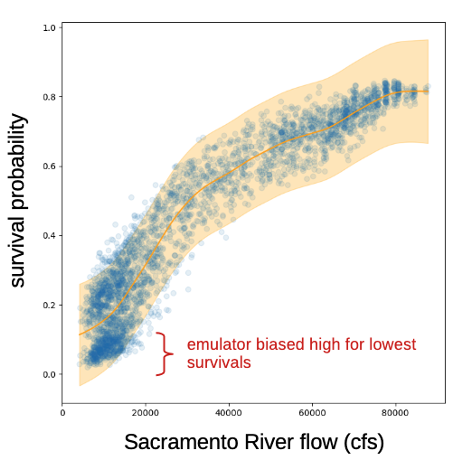 1.0
0.8
0.6
0.4
0.2
0.0
survival probability
emulator biased high for lowest
survivals
0
20000
40000
60000
80000
Sacramento River flow (cfs)